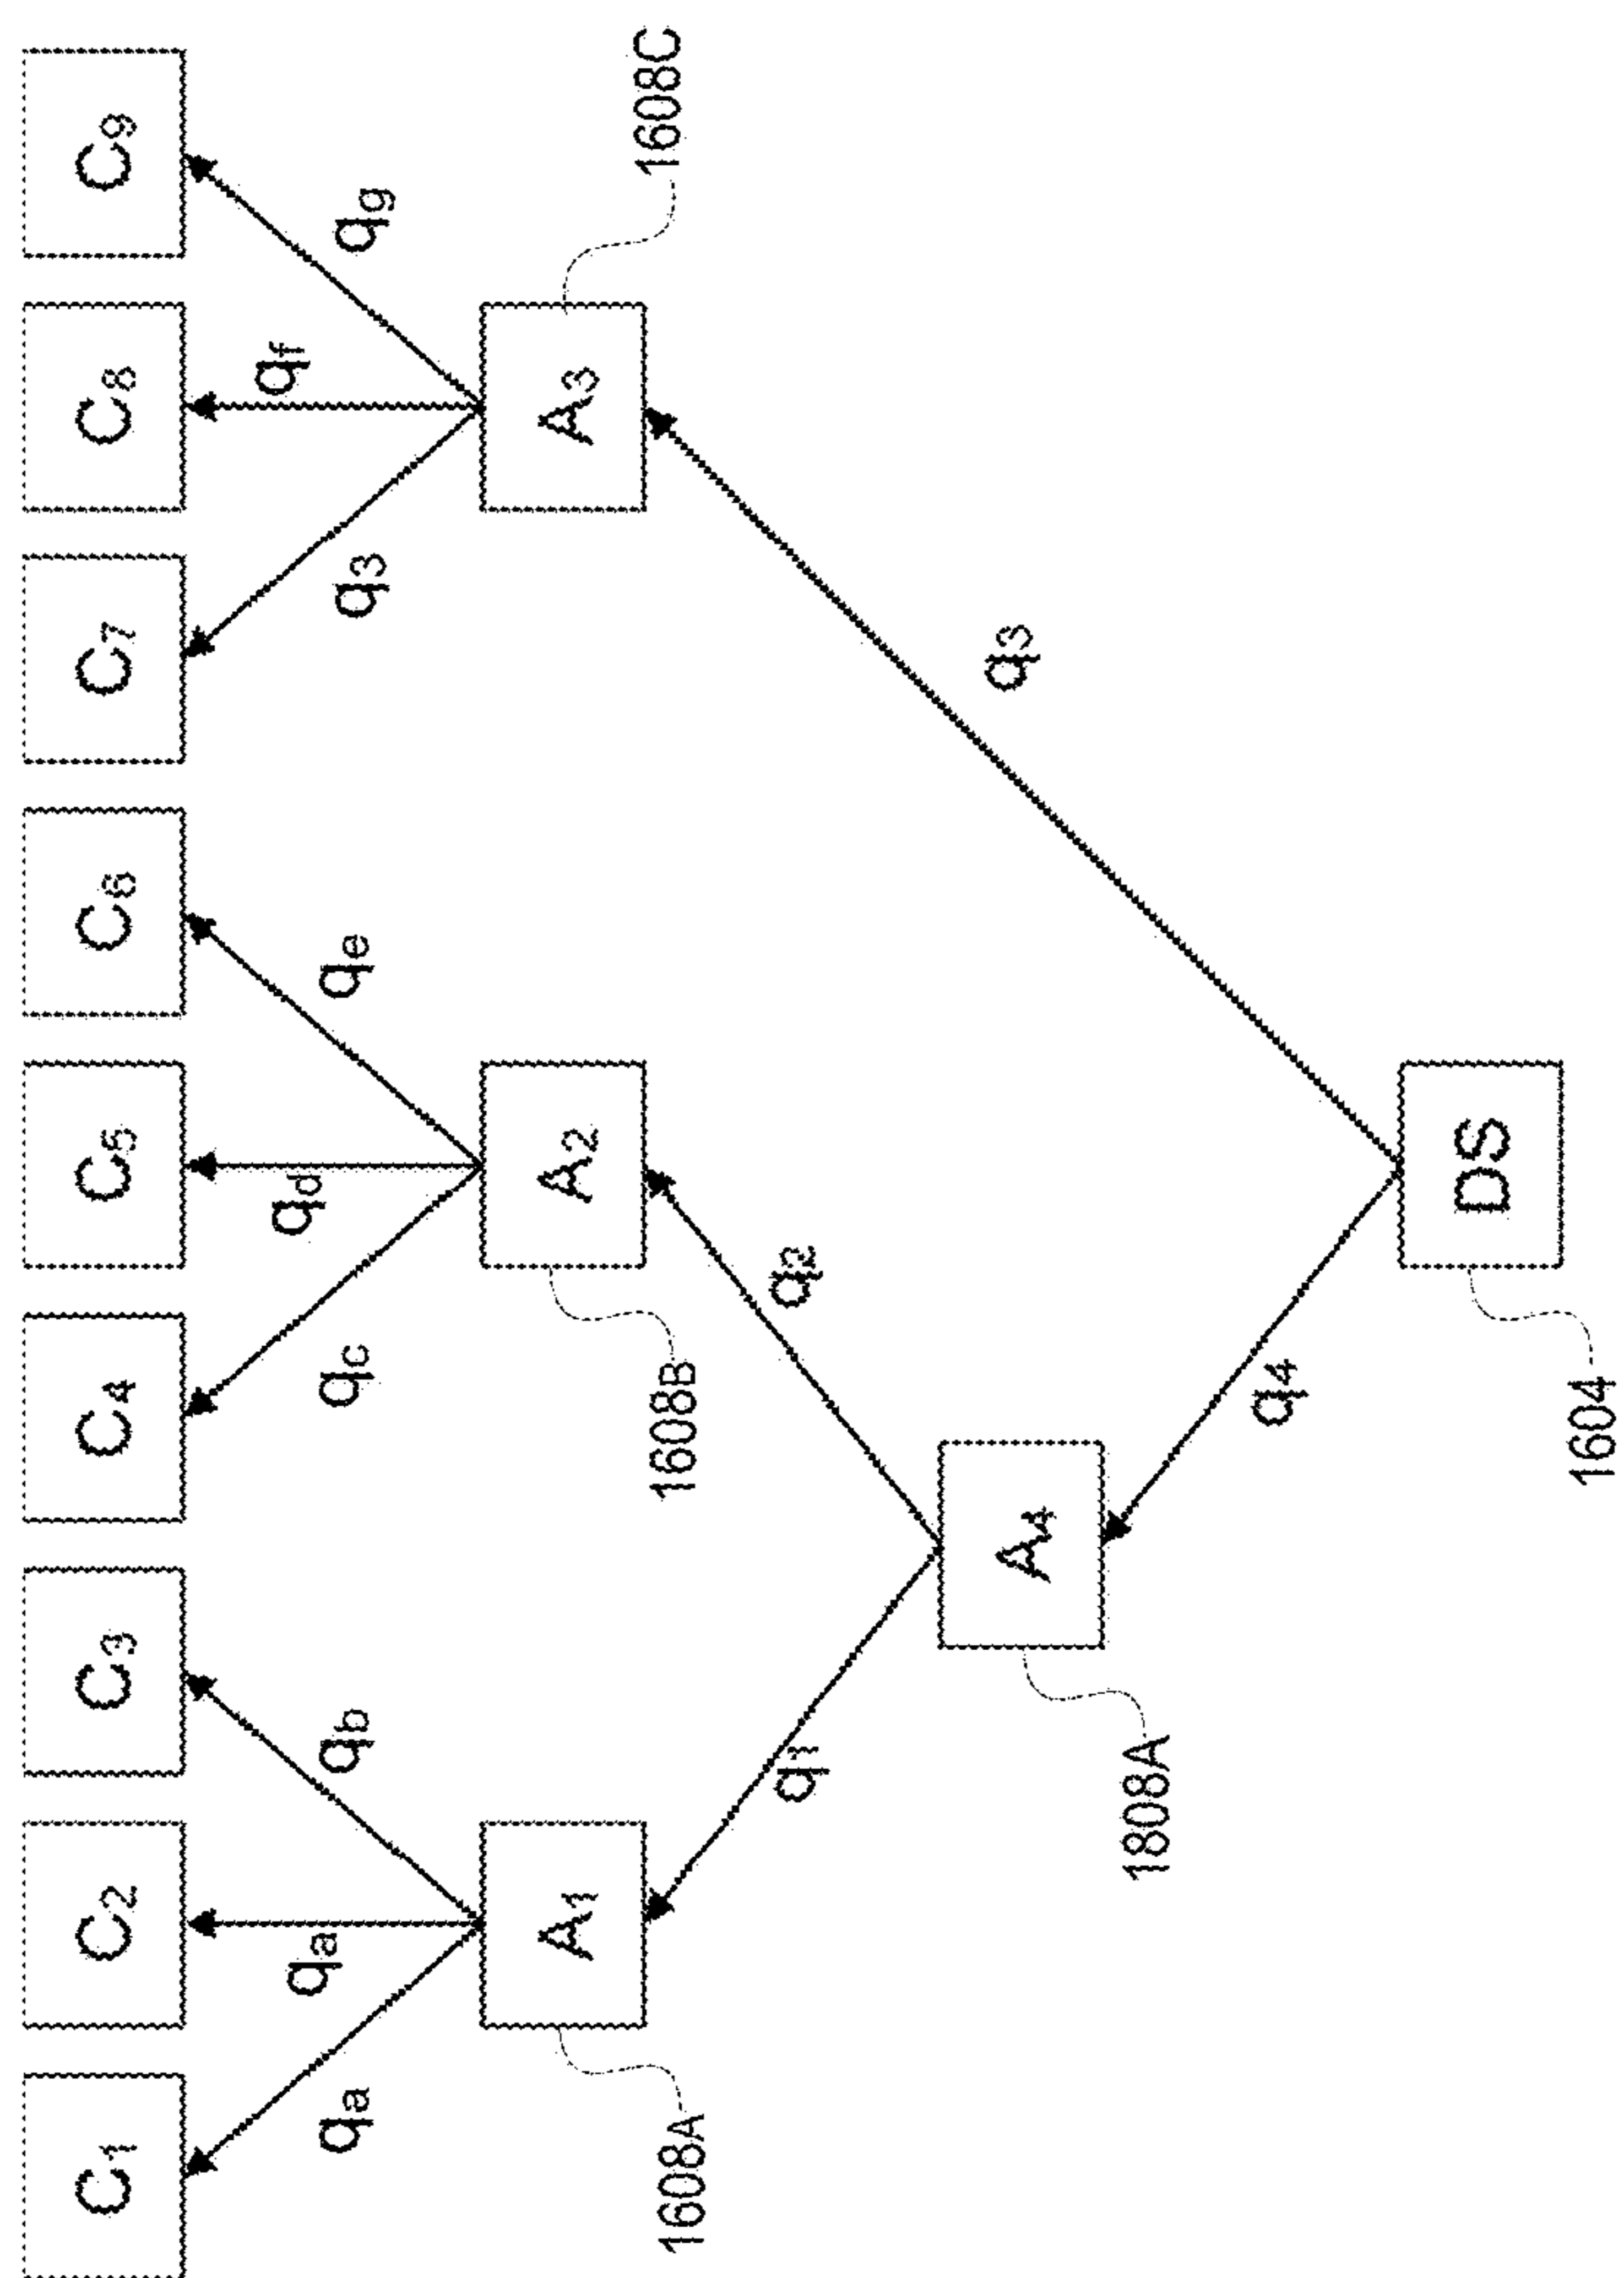 C1
C2
C3
C4
C5
C6
C7
C8
C9
qa
qa
qb
qc
qd
qe
q3
qf
qg
A1
A2
A3
1608A
1608B
1608C
q1
q2
q3
A4
1808A
q4
DS
1604